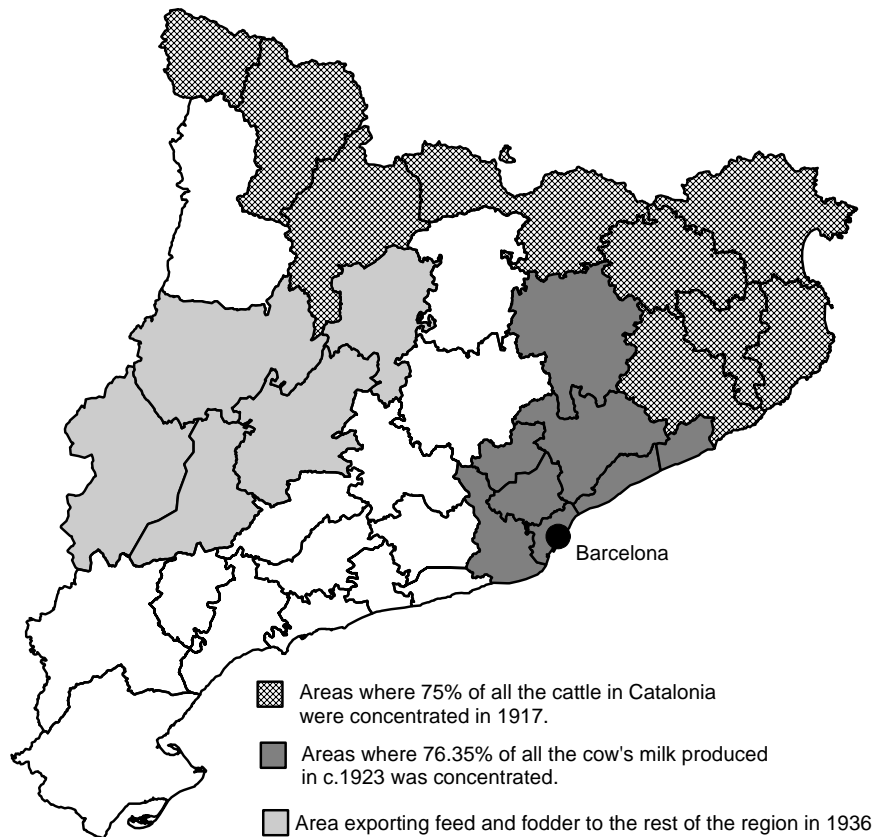 Barcelona
Areas where 75% of all the cattle in Catalonia
were concentrated in 1917.
Areas where 76.35% of all the cow's milk produced
in c.1923 was concentrated.
Area exporting feed and fodder to the rest of the region in 1936